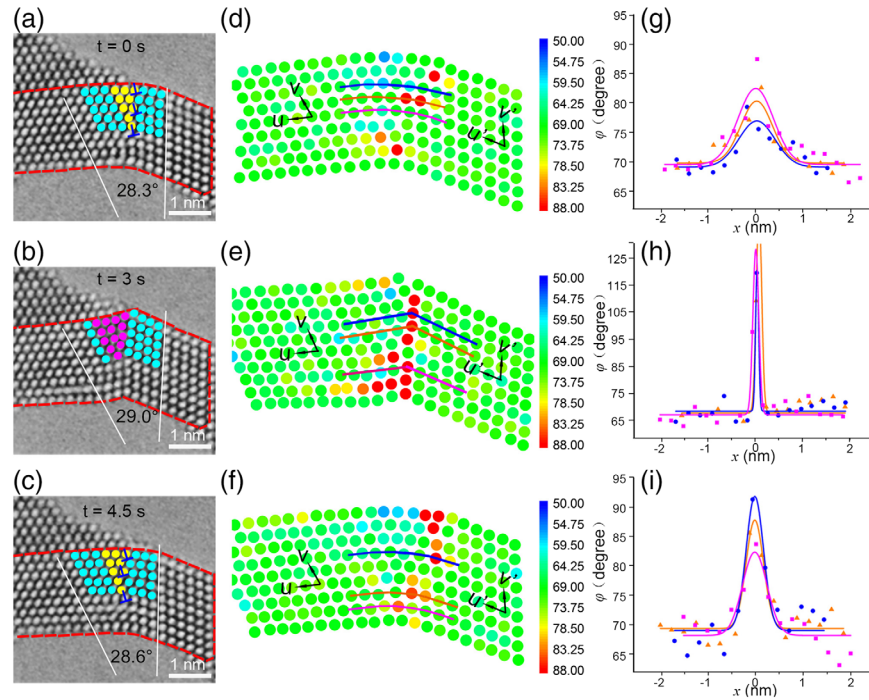 (a)
t = 0 s
28.3°
1 nm
(d)
v
u
v'
u'
50.00
54.75
59.50
64.25
69.00
73.75
78.50
83.25
88.00
(g)
95
90
85
80
75
70
65
φ (degree)
-2 -1 0 1 2
x (nm)
(b)
t = 3 s
29.0°
1 nm
(e)
v
u
v'
u'
50.00
54.75
59.50
64.25
69.00
73.75
78.50
83.25
88.00
(h)
125
115
105
95
85
75
65
φ (degree)
-2 -1 0 1 2
x (nm)
(c)
t = 4.5 s
28.6°
1 nm
(f)
v
u
v'
u'
50.00
54.75
59.50
64.25
69.00
73.75
78.50
83.25
88.00
(i)
95
90
85
80
75
70
65
φ (degree)
-2 -1 0 1 2
x (nm)